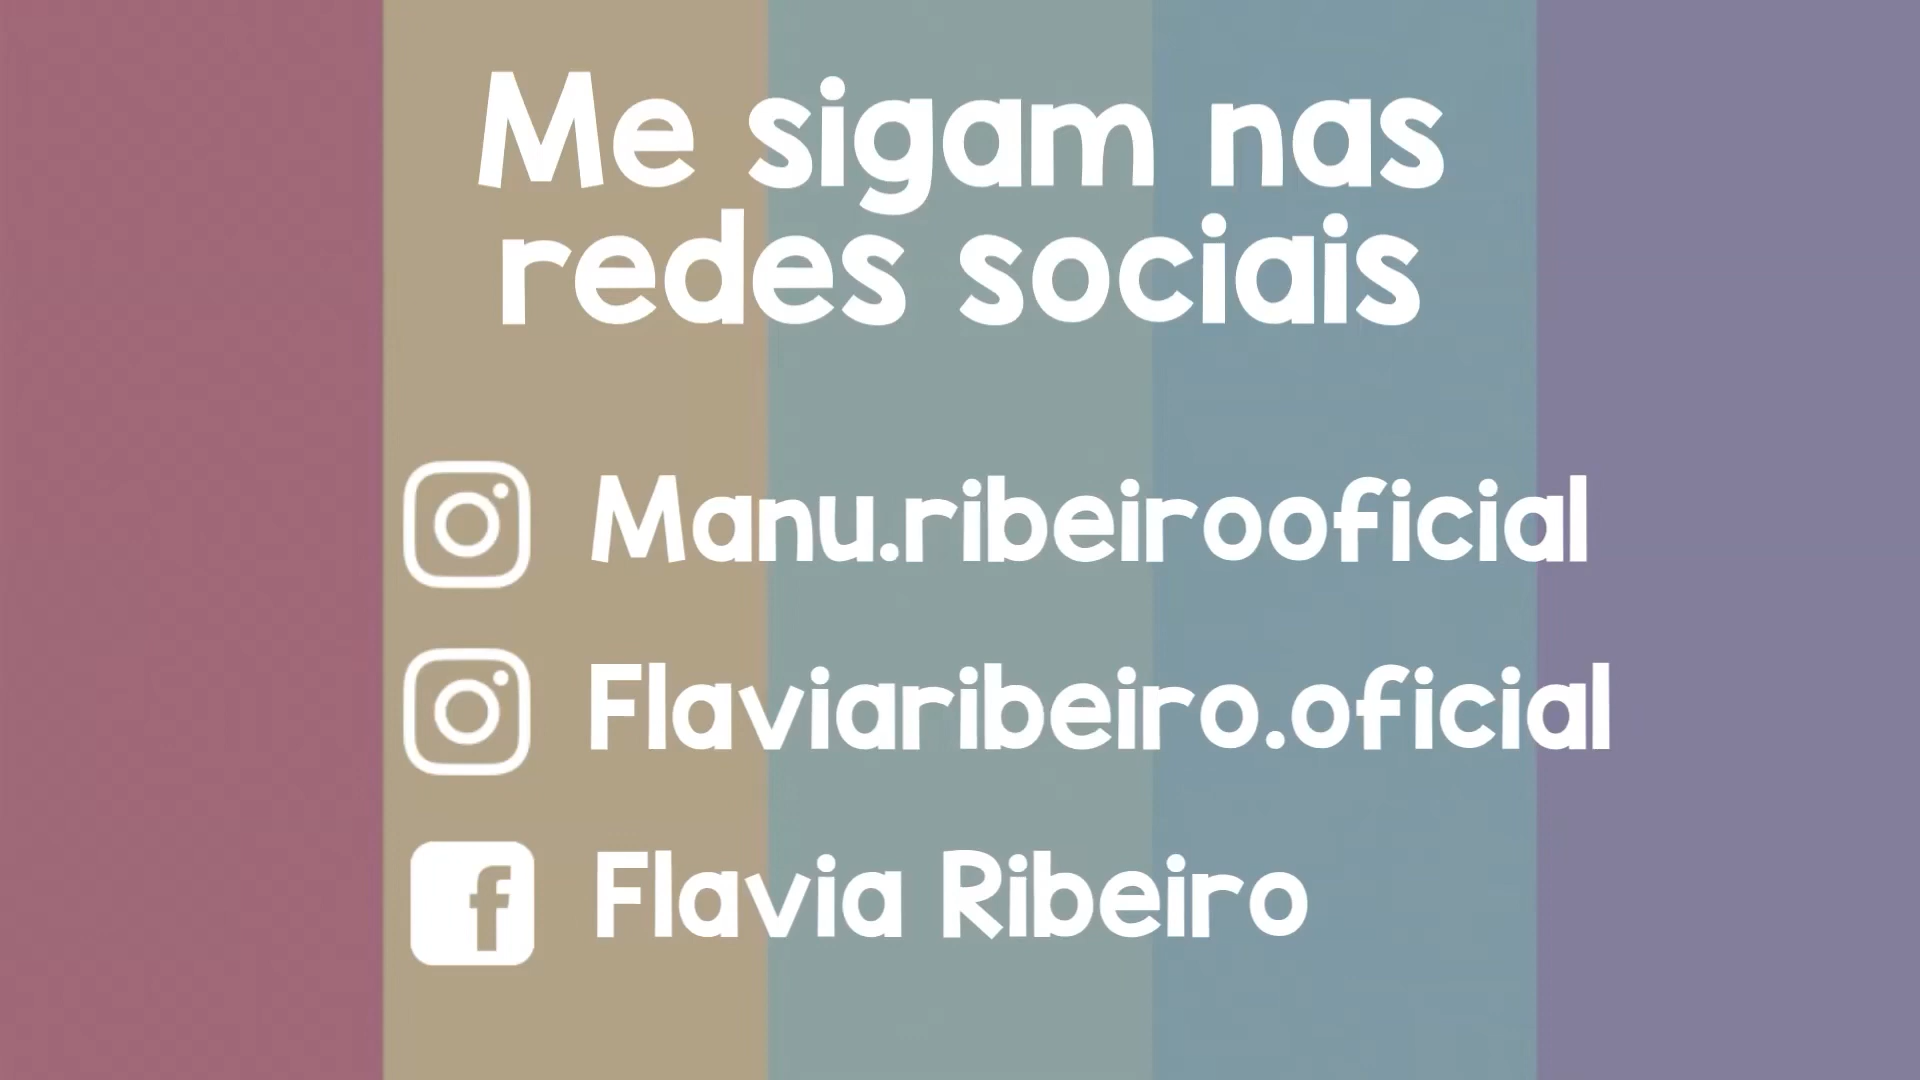 Me sigam nas
redes sociais
Manu.ribeirooficial
Flaviaribeiro.oficial
Flavia Ribeiro